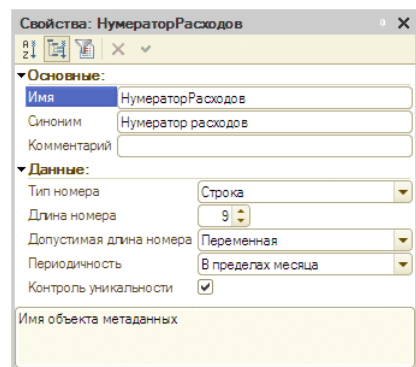 Свойства: НумераторРасходов
Основные:
Имя НумераторРасходов
Синоним Нумератор расходов
Комментарий
Данные:
Тип номера Строка
Длина номера 9
Допустимая длина номера Переменная
Периодичность В пределах месяца
Контроль уникальности
Имя объекта метаданных